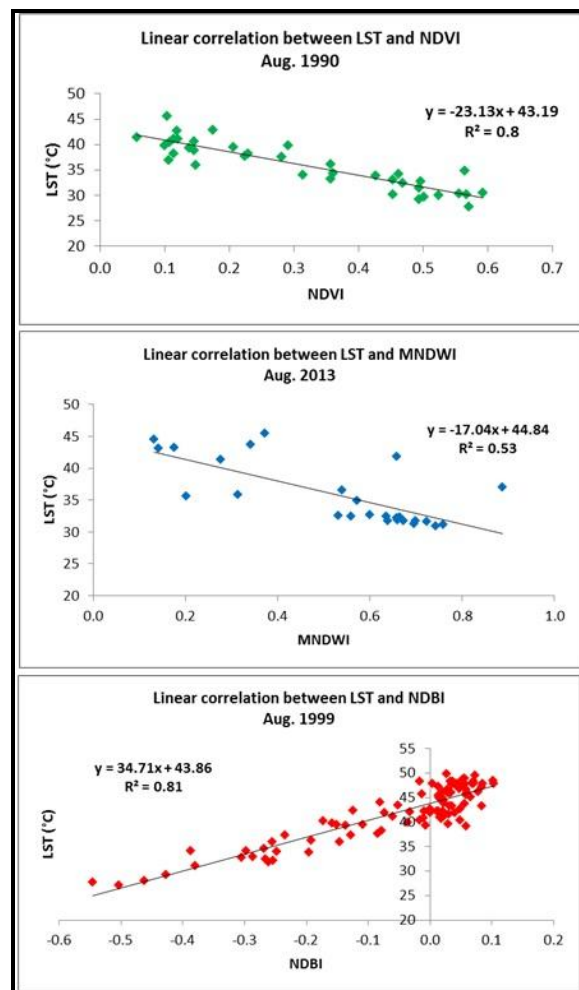 Linear correlation between LST and NDVI
Aug. 1990
y = -23.13x + 43.19
R² = 0.8
LST (°C)
50
45
40
35
30
25
20
0.0 0.1 0.2 0.3 0.4 0.5 0.6 0.7
NDVI
Linear correlation between LST and MNDWI
Aug. 2013
y = -17.04x + 44.84
R² = 0.53
LST (°C)
50
45
40
35
30
25
20
0.0 0.2 0.4 0.6 0.8 1.0
MNDWI
Linear correlation between LST and NDBI
Aug. 1999
y = 34.71x + 43.86
R² = 0.81
LST (°C)
55
50
45
40
35
30
25
20
-0.6 -0.5 -0.4 -0.3 -0.2 -0.1 0.0 0.1 0.2
NDBI